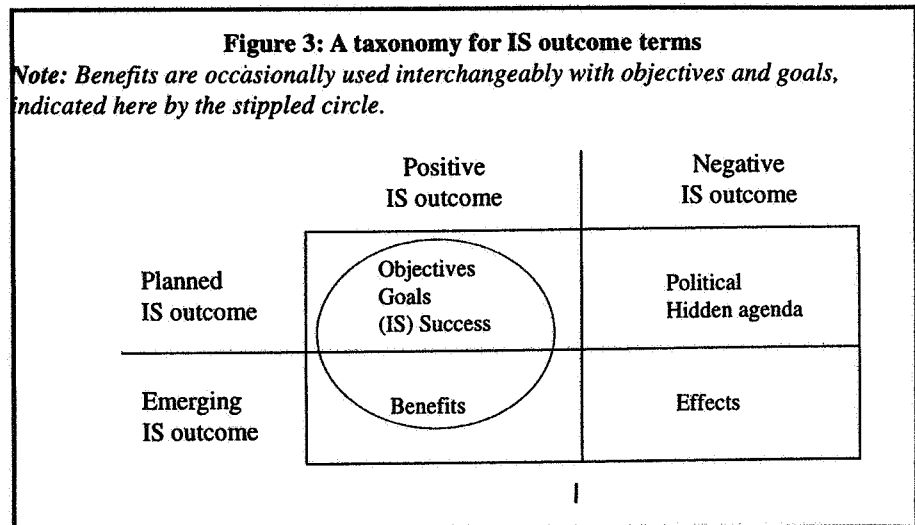 Figure 3: A taxonomy for IS outcome terms
Note: Benefits are occasionally used interchangeably with objectives and goals,
indicated here by the stippled circle.
Positive
IS outcome
Negative
IS outcome
Planned
IS outcome
Objectives
Goals
(IS) Success
Political
Hidden agenda
Emerging
IS outcome
Benefits
Effects